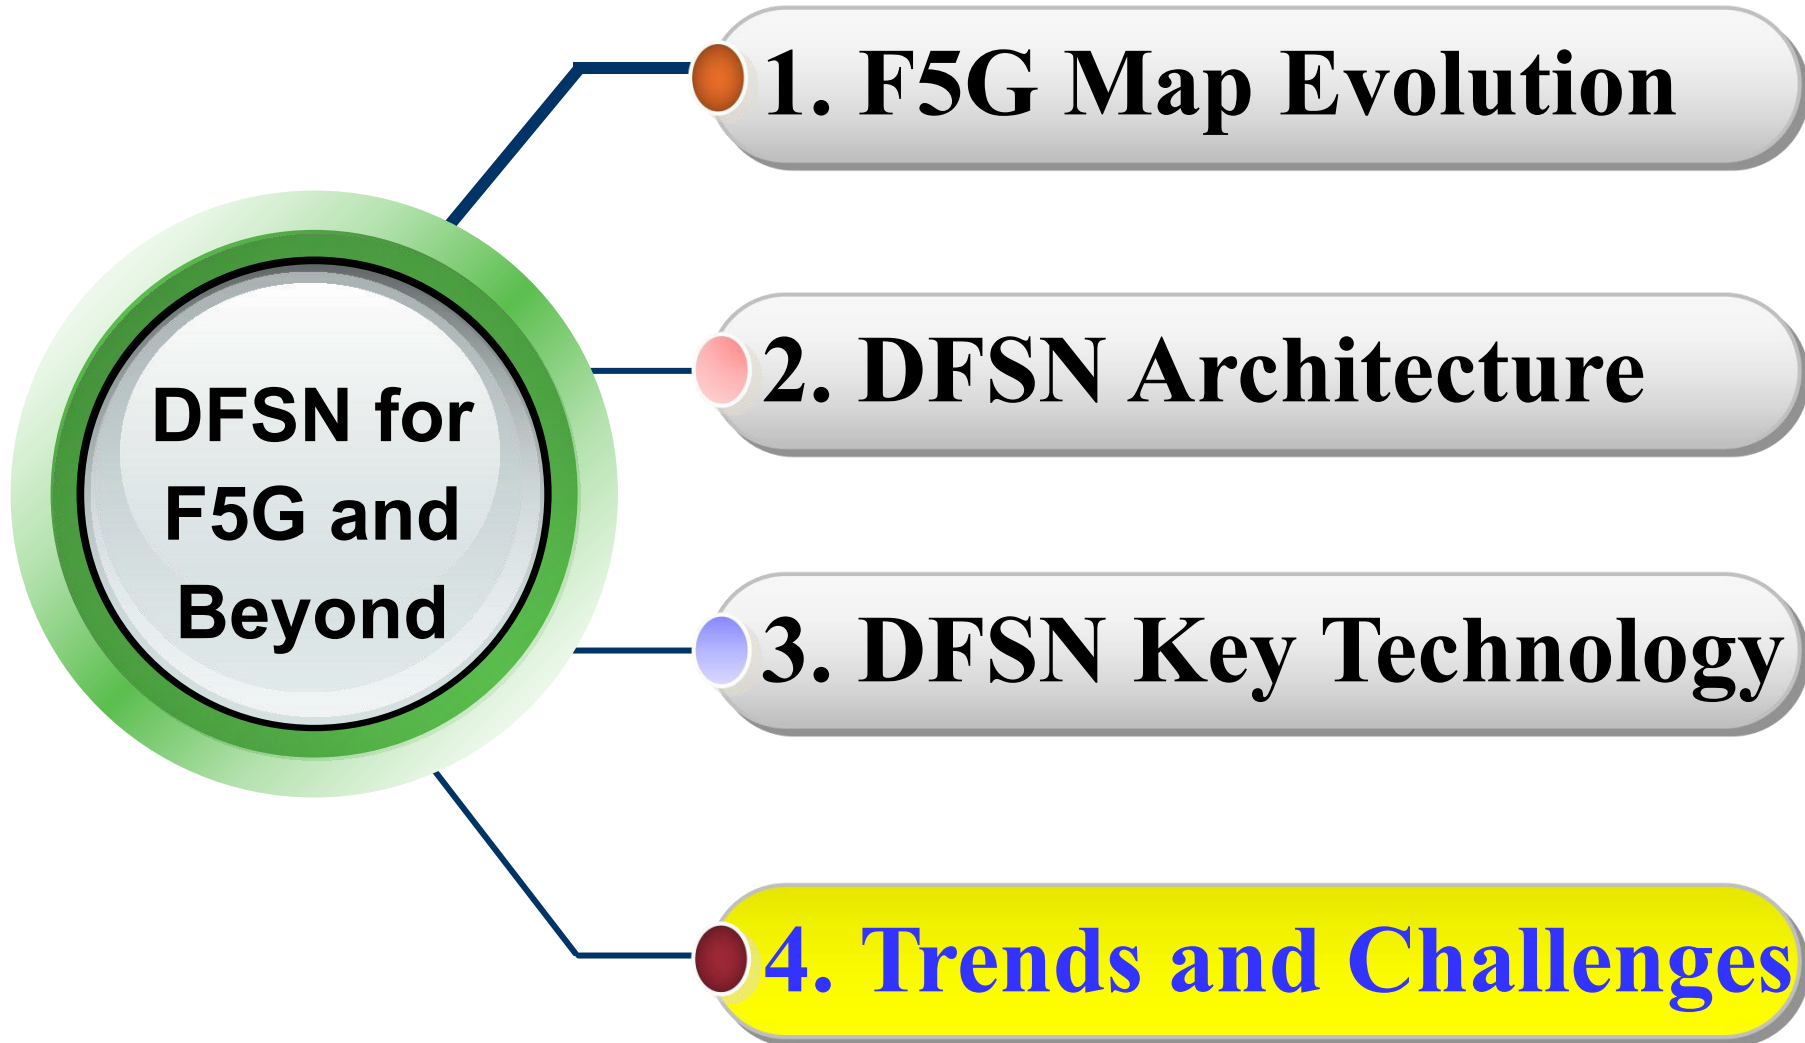 DFSN for
F5G and
Beyond
1. F5G Map Evolution
2. DFSN Architecture
3. DFSN Key Technology
4. Trends and Challenges